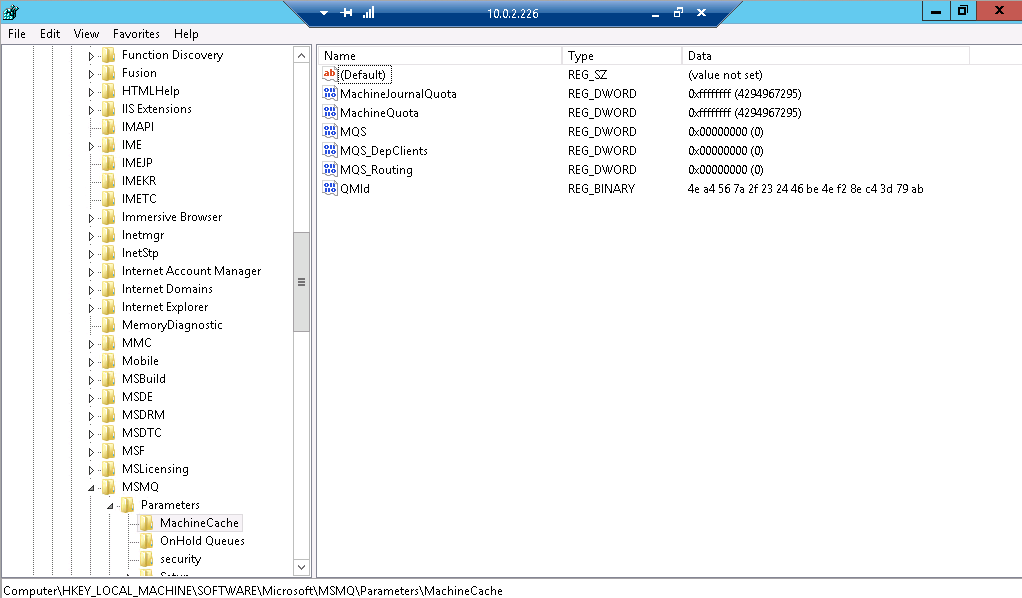 10.0.2.226
File Edit View Favorites Help
Function Discovery
Fusion
HTMLHelp
IIS Extensions
IMAPI
IME
IMEJP
IMEKR
IMETC
Immersive Browser
Inetmgr
InetStp
Internet Account Manager
Internet Domains
Internet Explorer
MemoryDiagnostic
MMC
Mobile
MSBuild
MSDE
MSDRM
MSDTC
MSF
MSLicensing
MSMQ
Parameters
MachineCache
OnHold Queues
security
Setup
Name Type Data
(Default) REG_SZ (value not set)
MachineJournalQuota REG_DWORD 0xffffffff (4294967295)
MachineQuota REG_DWORD 0xffffffff (4294967295)
MQS REG_DWORD 0x00000000 (0)
MQS_DepClients REG_DWORD 0x00000000 (0)
MQS_Routing REG_DWORD 0x00000000 (0)
QMId REG_BINARY 4e a4 56 7a 2f 23 24 46 be 4e f2 8e c4 3d 79 ab
Computer\HKEY_LOCAL_MACHINE\SOFTWARE\Microsoft\MSMQ\Parameters\MachineCache